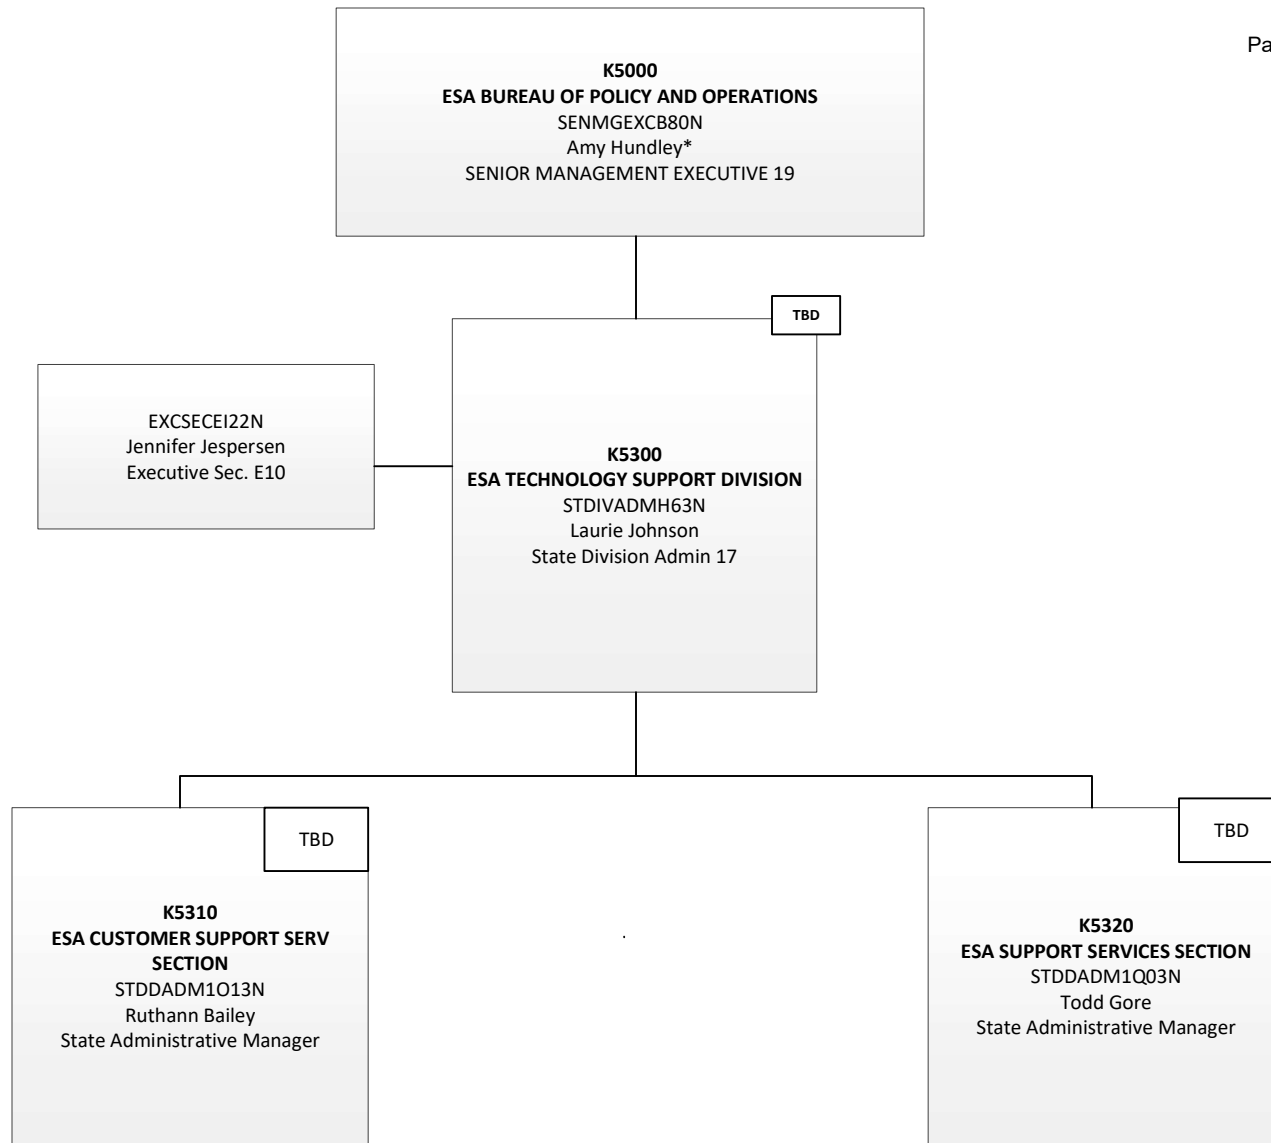 Pa
K5000
ESA BUREAU OF POLICY AND OPERATIONS
SENMGEXCB80N
Amy Hundley*
SENIOR MANAGEMENT EXECUTIVE 19
TBD
EXCSECEI22N
Jennifer Jespersen
Executive Sec. E10
K5300
ESA TECHNOLOGY SUPPORT DIVISION
STDIVADMH63N
Laurie Johnson
State Division Admin 17
TBD
K5310
ESA CUSTOMER SUPPORT SERV
SECTION
STDDADM1O13N
Ruthann Bailey
State Administrative Manager
.
TBD
K5320
ESA SUPPORT SERVICES SECTION
STDDADM1Q03N
Todd Gore
State Administrative Manager